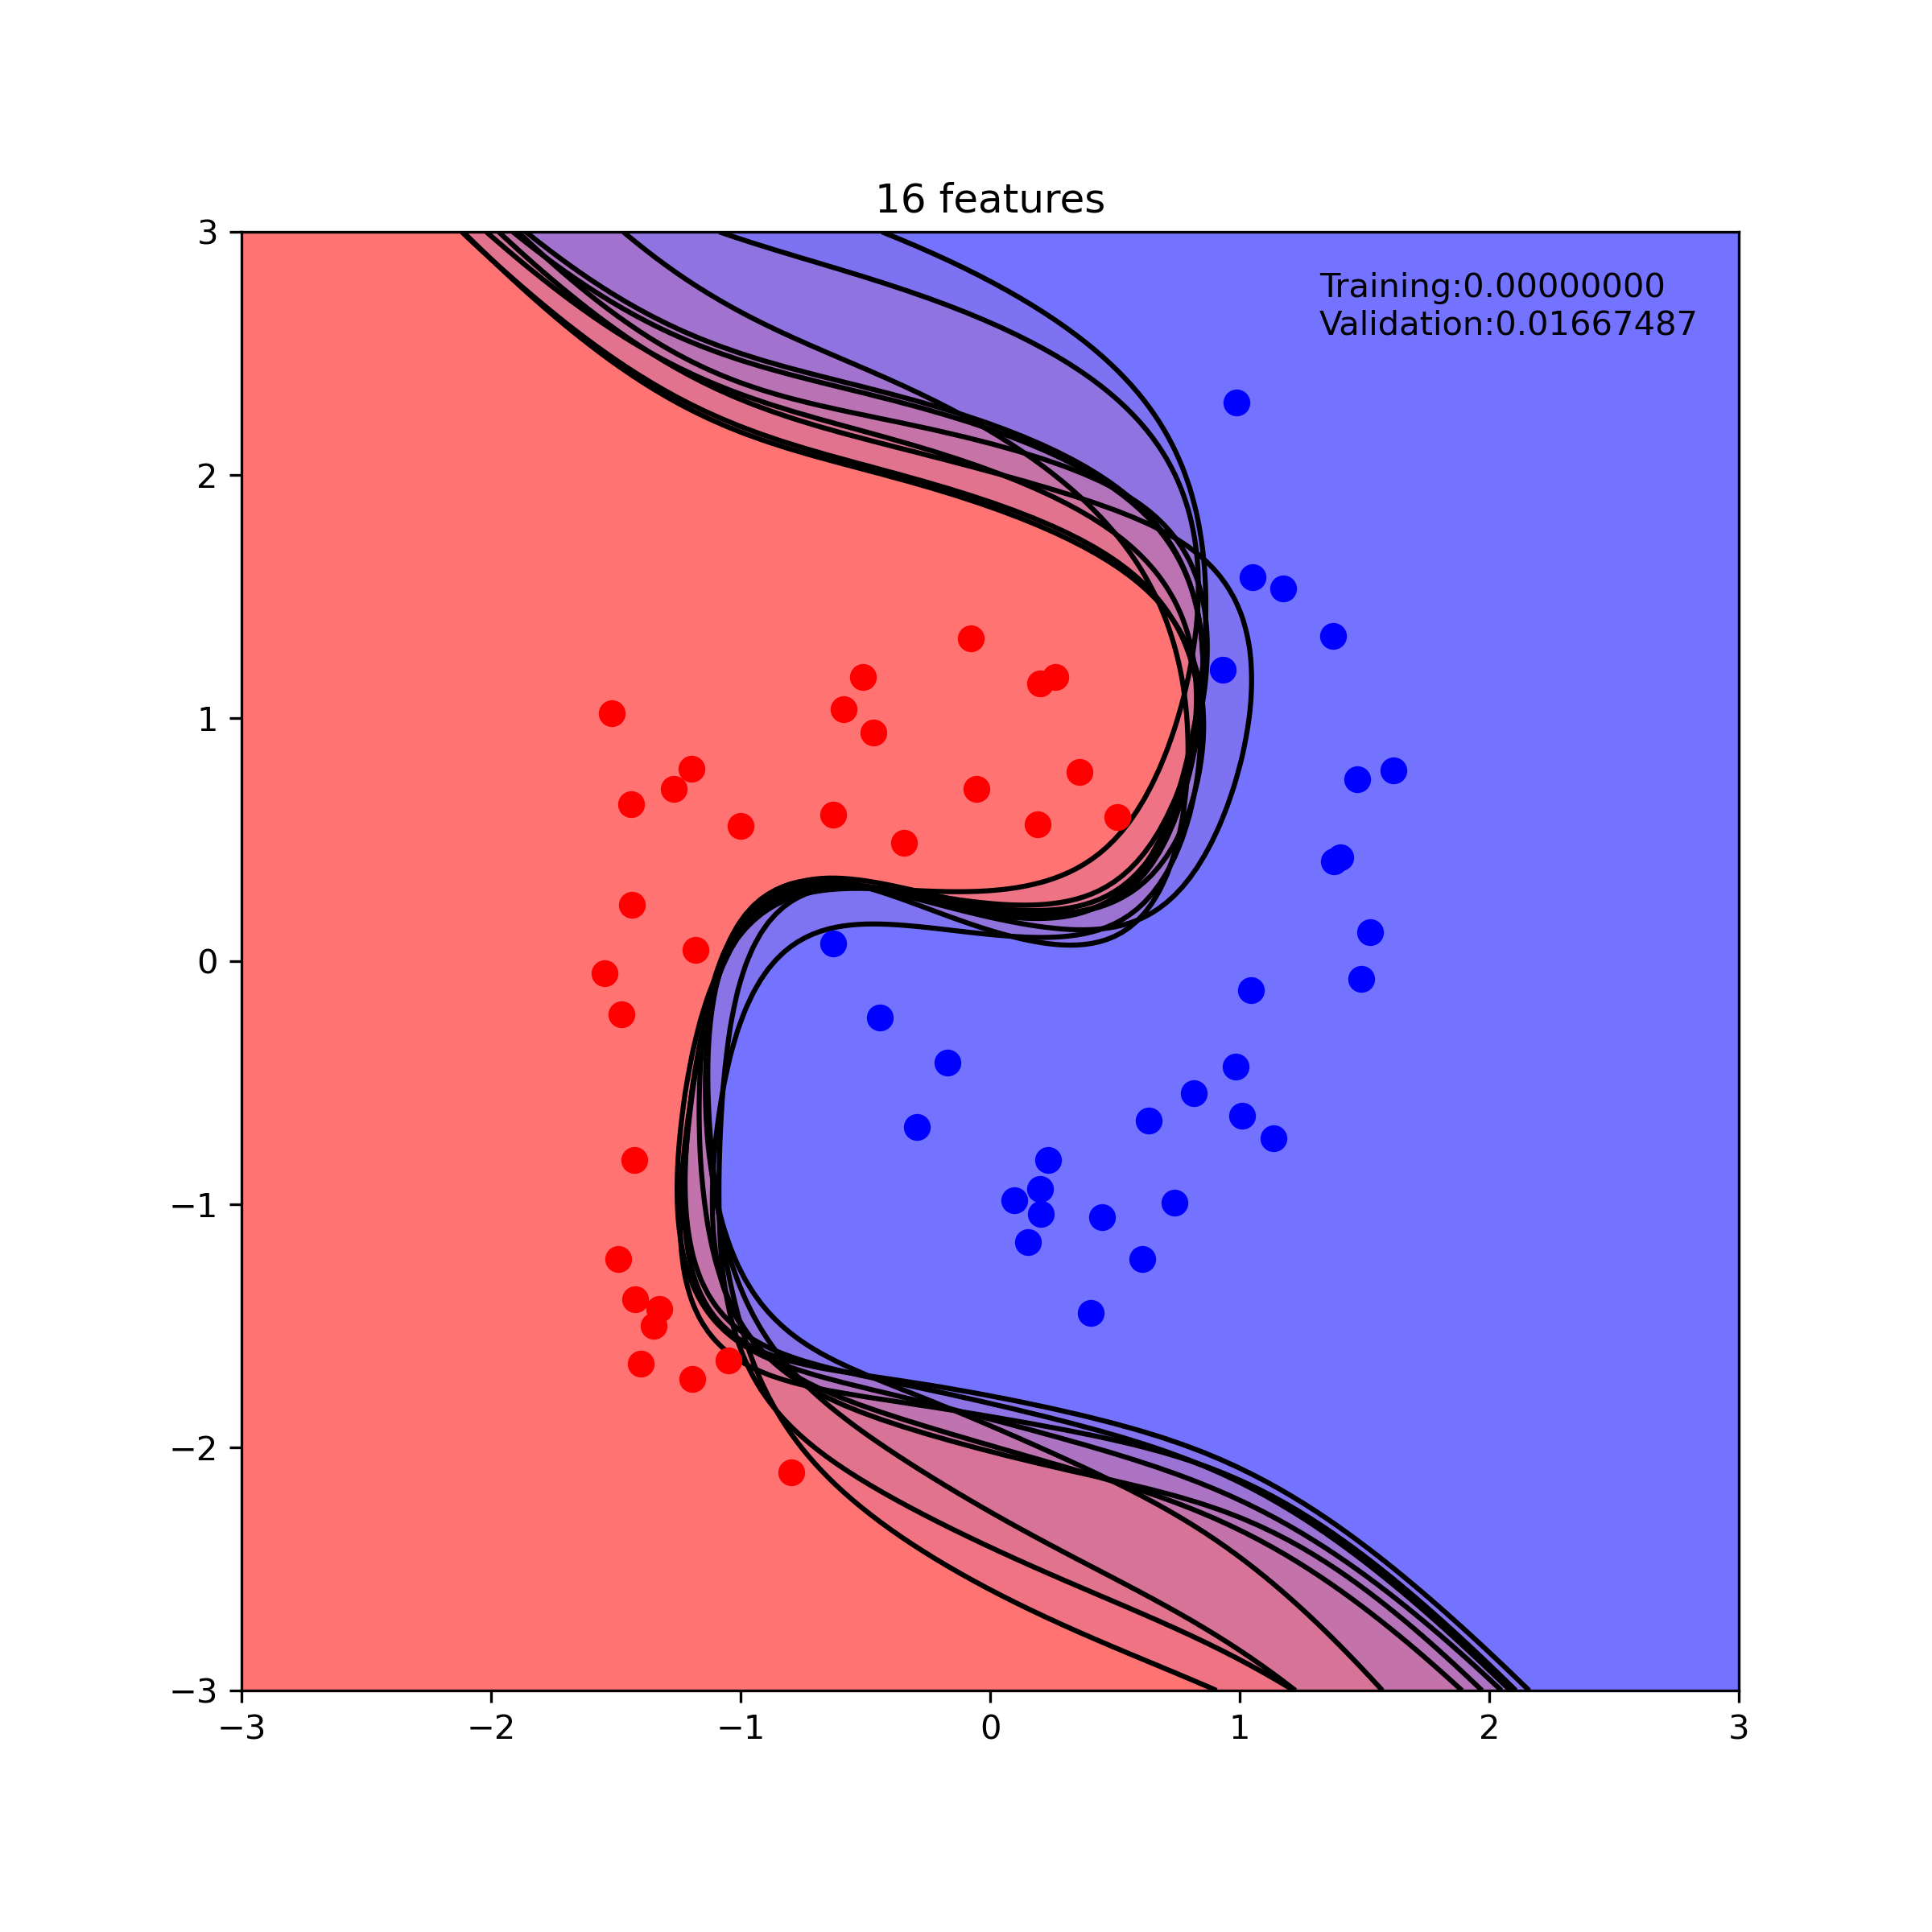 16 features
Training:0.00000000
Validation:0.01667487
3
2
1
0
−1
−2
−3
−3 −2 −1 0 1 2 3